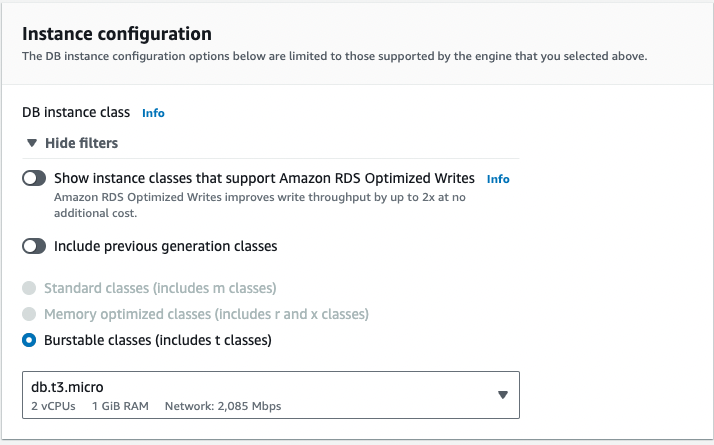 Instance configuration
The DB instance configuration options below are limited to those supported by the engine that you selected above.
DB instance class Info
Hide filters
Show instance classes that support Amazon RDS Optimized Writes Info
Amazon RDS Optimized Writes improves write throughput by up to 2x at no
additional cost.
Include previous generation classes
Standard classes (includes m classes)
Memory optimized classes (includes r and x classes)
Burstable classes (includes t classes)
db.t3.micro
2 vCPUs 1 GiB RAM Network: 2,085 Mbps